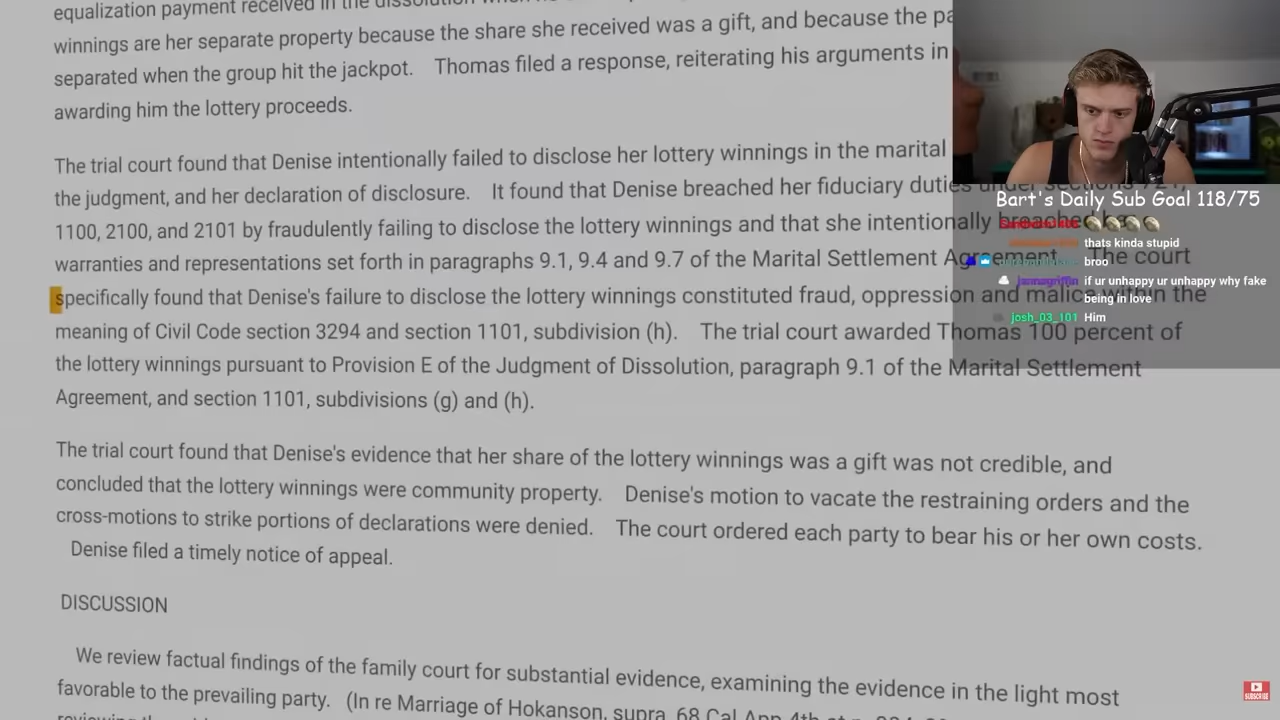 equalization payment received in the dissolution
winnings are her separate property because the share she received was a gift, and because the
separated when the group hit the jackpot. Thomas filed a response, reiterating his arguments in
awarding him the lottery proceeds.
The trial court found that Denise intentionally failed to disclose her lottery winnings in the marital
the judgment, and her declaration of disclosure. It found that Denise breached her fiduciary duties under sections 721,
1100, 2100, and 2101 by fraudulently failing to disclose the lottery winnings and that she intentionally breached her
warranties and representations set forth in paragraphs 9.1, 9.4 and 9.7 of the Marital Settlement Agreement. The court
specifically found that Denise's failure to disclose the lottery winnings constituted fraud, oppression and malice within the
meaning of Civil Code section 3294 and section 1101, subdivision (h). The trial court awarded Thomas 100 percent of
the lottery winnings pursuant to Provision E of the Judgment of Dissolution, paragraph 9.1 of the Marital Settlement
Agreement, and section 1101, subdivisions (g) and (h).
The trial court found that Denise's evidence that her share of the lottery winnings was a gift was not credible, and
concluded that the lottery winnings were community property. Denise's motion to vacate the restraining orders and the
cross-motions to strike portions of declarations were denied. The court ordered each party to bear his or her own costs.
Denise filed a timely notice of appeal.
DISCUSSION
We review factual findings of the family court for substantial evidence, examining the evidence in the light most
favorable to the prevailing party. (In re Marriage of Hokanson, supra, 68 Cal.App.4th at p.
Bart's Daily Sub Goal 118/75
thats kinda stupid
broo
if ur unhappy ur unhappy why fake
being in love
josh_03_101 Him
SUBSCRIBE